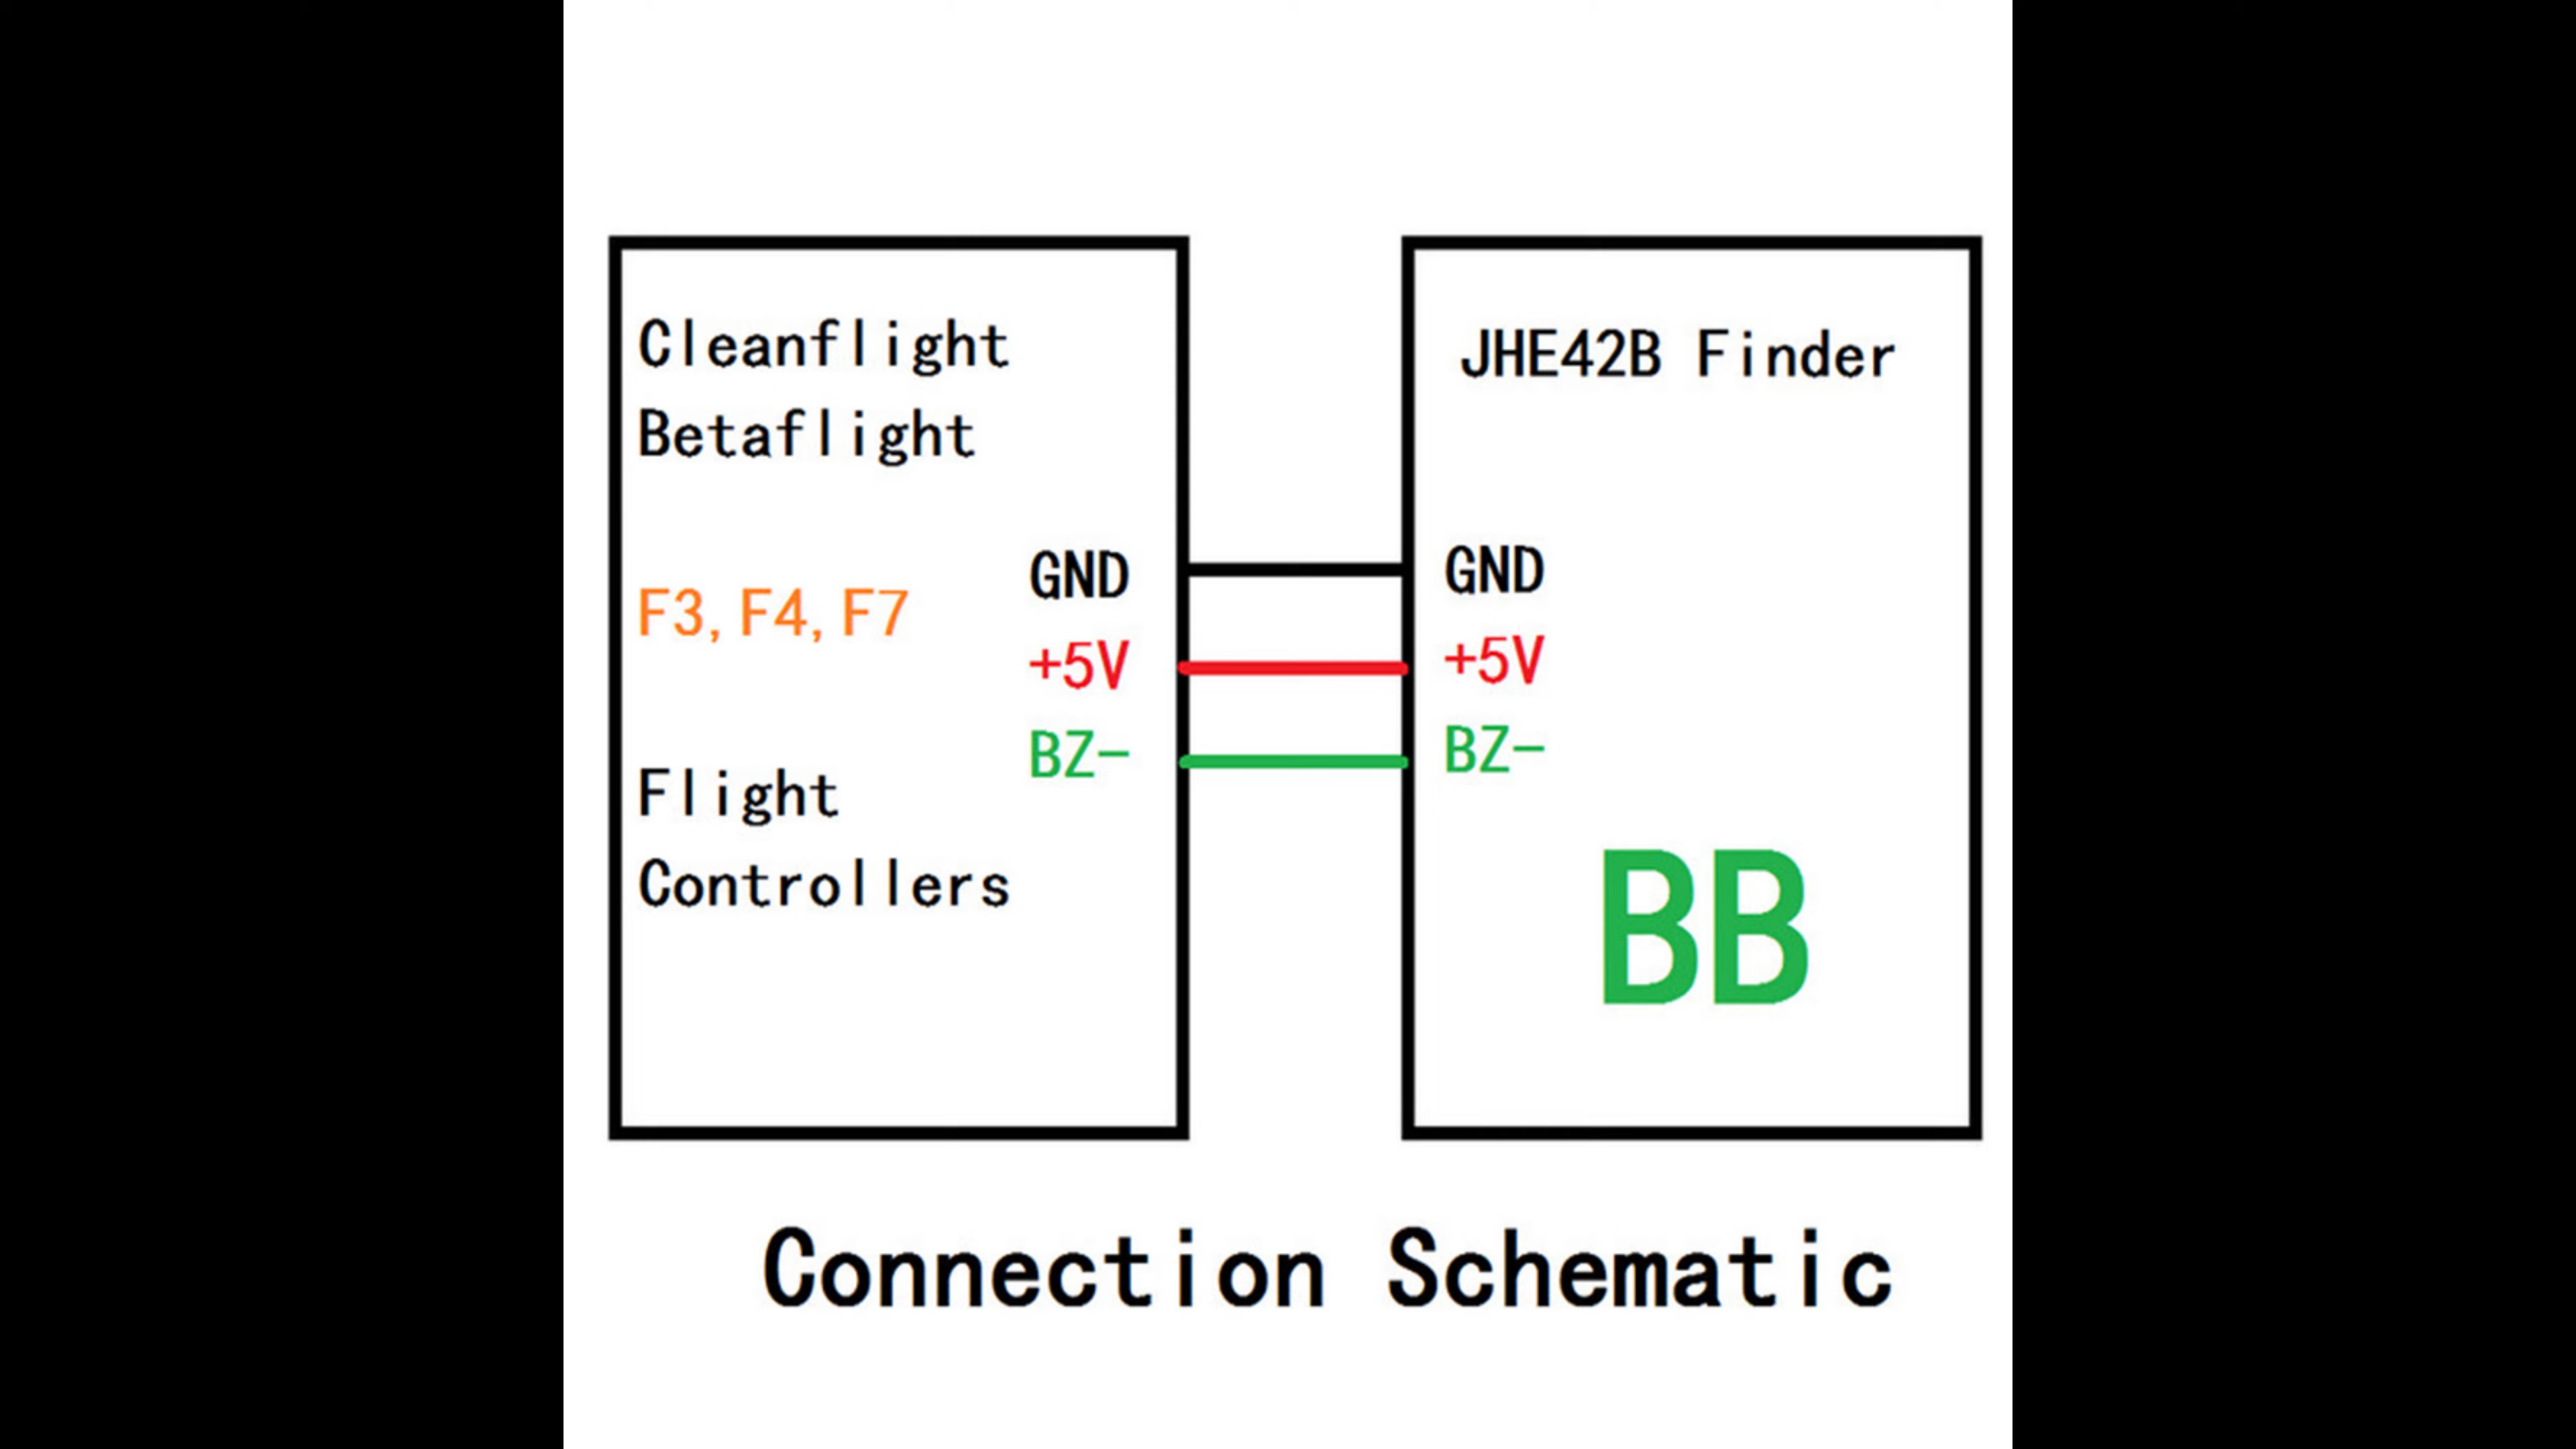 Cleanflight
Betaflight
F3, F4, F7
Flight
Controllers
GND
+5V
BZ-
JHE42B Finder
GND
+5V
BZ-
BB
Connection Schematic